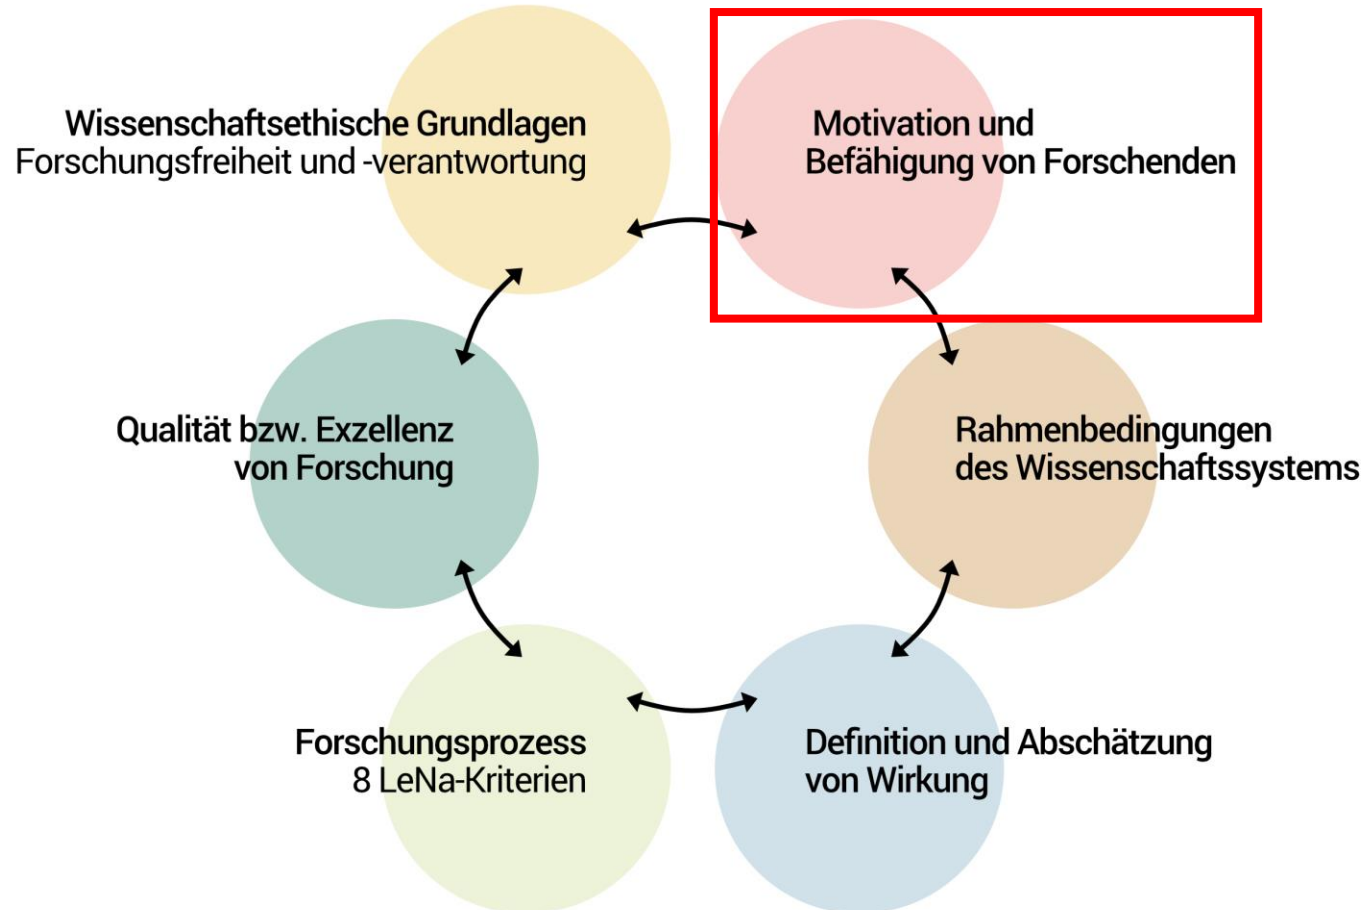 Wissenschaftsethische Grundlagen
Forschungsfreiheit und -verantwortung
Motivation und
Befähigung von Forschenden
Qualität bzw. Exzellenz
von Forschung
Rahmenbedingungen
des Wissenschaftssystems
Forschungsprozess
8 LeNa-Kriterien
Definition und Abschätzung
von Wirkung